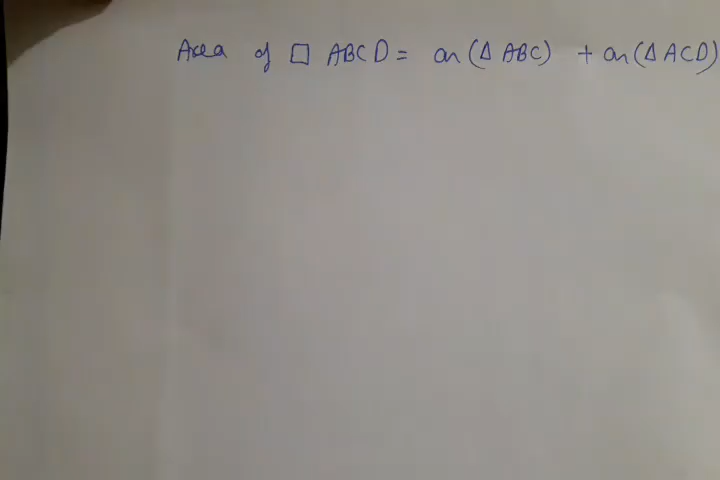 Area of □ ABCD = ar (Δ ABC) + ar (Δ ACD)